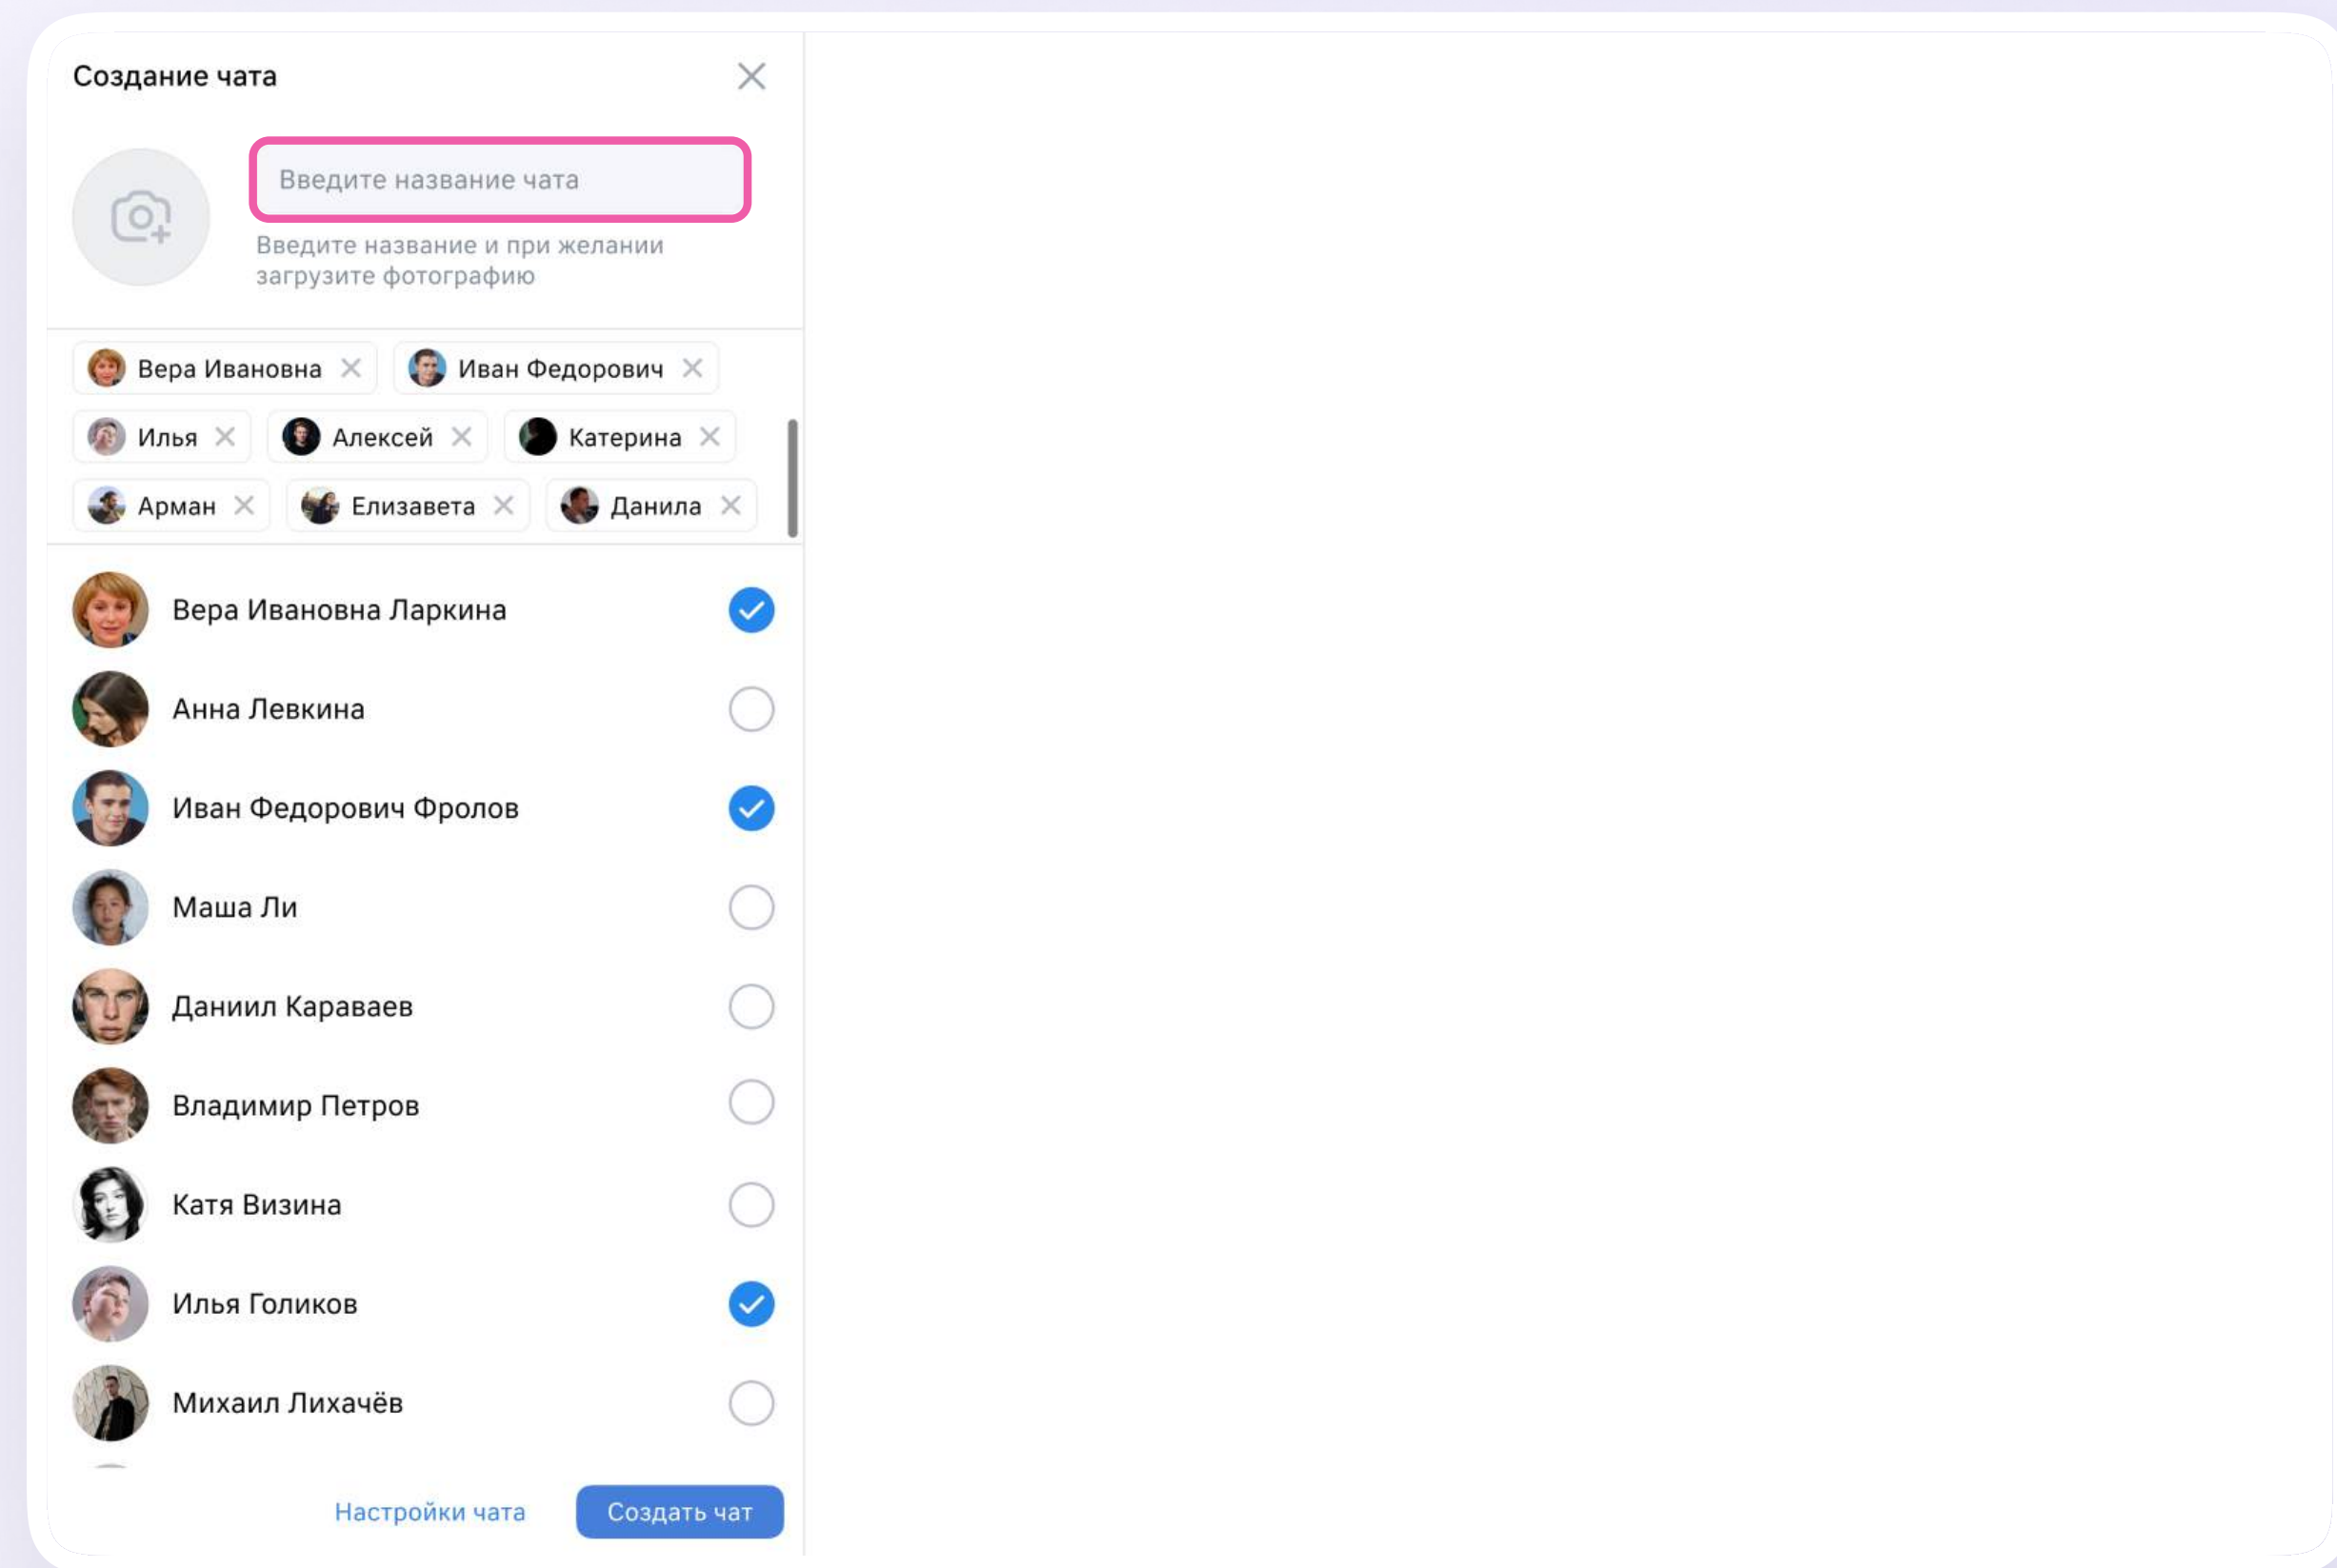 Создание чата
Введите название чата
Введите название и при желании
загрузите фотографию
Вера Ивановна Иван Федорович
Илья Алексей Катерина
Арман Елизавета Данила
Вера Ивановна Ларкина
Анна Левкина
Иван Федорович Фролов
Маша Ли
Даниил Караваев
Владимир Петров
Катя Визина
Илья Голиков
Михаил Лихачёв
Настройки чата Создать чат